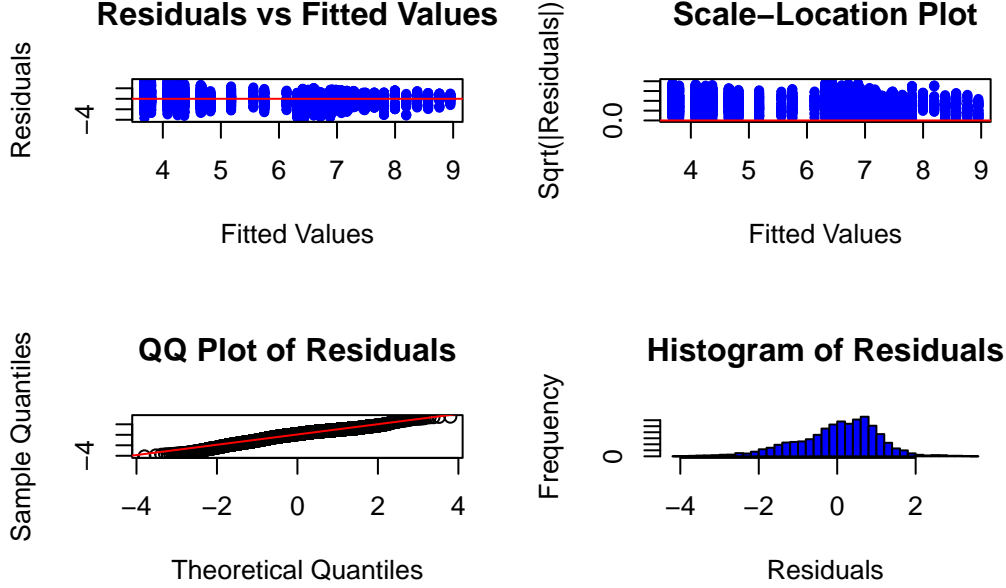 Residuals vs Fitted Values
Residuals
−4
4 5 6 7 8 9
Fitted Values
Scale−Location Plot
Sqrt(|Residuals|)
0.0
4 5 6 7 8 9
Fitted Values
QQ Plot of Residuals
Sample Quantiles
−4
−4 −2 0 2 4
Theoretical Quantiles
Histogram of Residuals
Frequency
0
−4 −2 0 2
Residuals